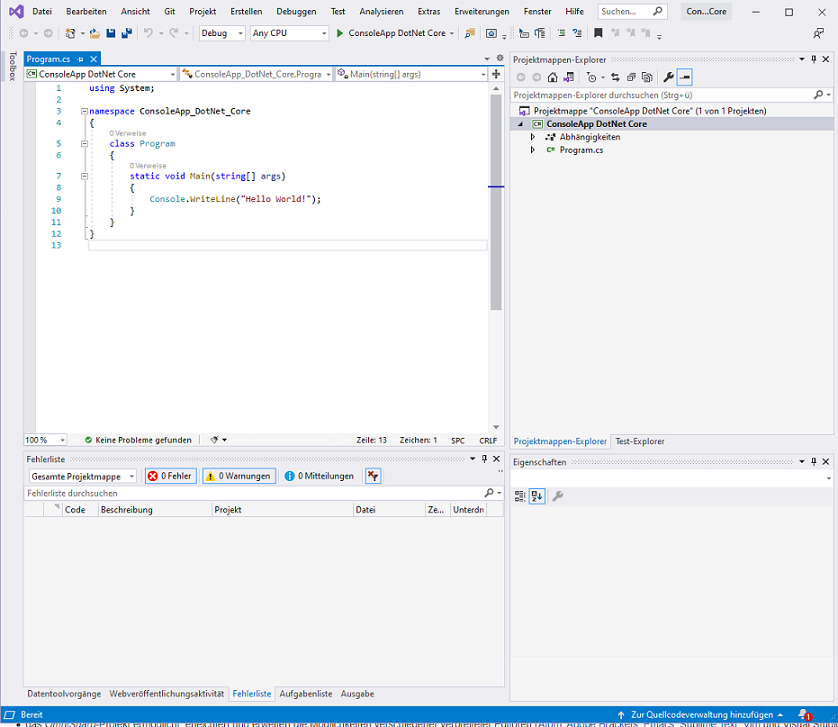 Datei Bearbeiten Ansicht Git Projekt Erstellen Debuggen Test Analysieren Extras Erweiterungen Fenster Hilfe Suchen... Con...Core
Debug Any CPU ConsoleApp DotNet Core
Toolbox
Program.cs
ConsoleApp DotNet Core ConsoleApp_DotNet_Core.Progra Main(string[] args)
1 using System;
2
3 namespace ConsoleApp_DotNet_Core
4 {
0 Verweise
5 class Program
6 {
0 Verweise
7 static void Main(string[] args)
8 {
9 Console.WriteLine("Hello World!");
10 }
11 }
12 }
13
100 % Keine Probleme gefunden Zeile: 13 Zeichen: 1 SPC CRLF
Fehlerliste
Gesamte Projektmappe 0 Fehler 0 Warnungen 0 Mitteilungen
Fehlerliste durchsuchen
Code Beschreibung Projekt Datei Ze... Unterdrı
Datentoolvorgänge Webveröffentlichungsaktivität Fehlerliste Aufgabenliste Ausgabe
Projektmappen-Explorer
Projektmappen-Explorer durchsuchen (Strg+ü)
Projektmappe "ConsoleApp DotNet Core" (1 von 1 Projekten)
C# ConsoleApp DotNet Core
Abhängigkeiten
C# Program.cs
Projektmappen-Explorer Test-Explorer
Eigenschaften
Bereit Zur Quellcodeverwaltung hinzufügen 1